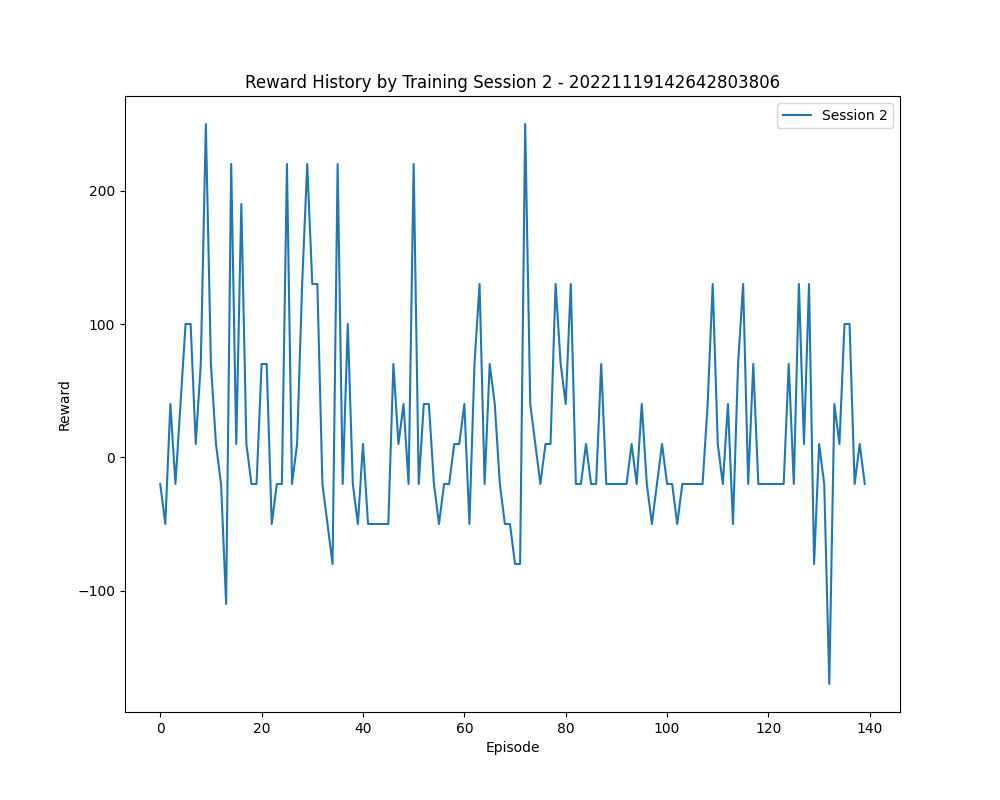 Reward History by Training Session 2 - 20221119142642803806
Session 2
200
100
0
−100
Reward
0 20 40 60 80 100 120 140
Episode